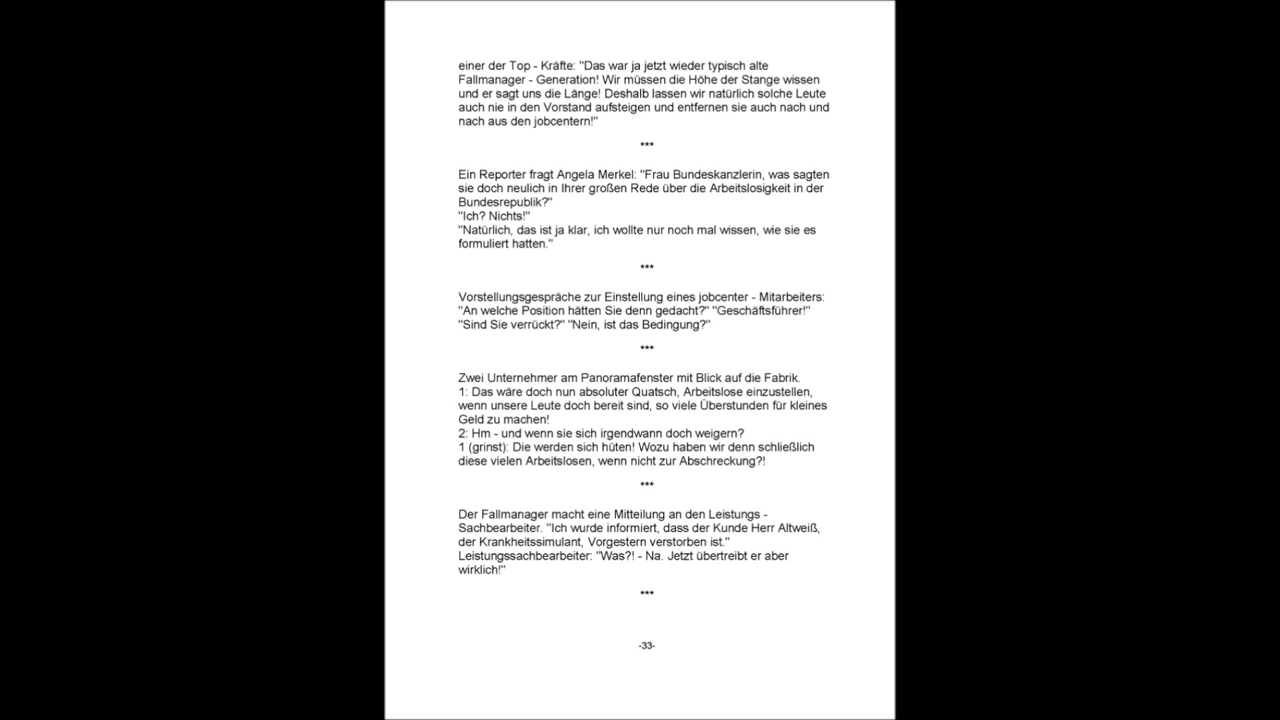 einer der Top - Kräfte: "Das war ja jetzt wieder typisch alte
Fallmanager - Generation! Wir müssen die Höhe der Stange wissen
und er sagt uns die Länge! Deshalb lassen wir natürlich solche Leute
auch nie in den Vorstand aufsteigen und entfernen sie auch nach und
nach aus den jobcentern!"
***
Ein Reporter fragt Angela Merkel: "Frau Bundeskanzlerin, was sagten
sie doch neulich in Ihrer großen Rede über die Arbeitslosigkeit in der
Bundesrepublik?"
"Ich? Nichts!"
"Natürlich, das ist ja klar, ich wollte nur noch mal wissen, wie sie es
formuliert hatten."
***
Vorstellungsgespräche zur Einstellung eines jobcenter - Mitarbeiters:
"An welche Position hätten Sie denn gedacht?" "Geschäftsführer!"
"Sind Sie verrückt?" "Nein, ist das Bedingung?"
***
Zwei Unternehmer am Panoramafenster mit Blick auf die Fabrik.
1: Das wäre doch nun absoluter Quatsch, Arbeitslose einzustellen,
wenn unsere Leute doch bereit sind, so viele Überstunden für kleines
Geld zu machen!
2: Hm - und wenn sie sich irgendwann doch weigern?
1 (grinst): Die werden sich hüten! Wozu haben wir denn schließlich
diese vielen Arbeitslosen, wenn nicht zur Abschreckung?!
***
Der Fallmanager macht eine Mitteilung an den Leistungs -
Sachbearbeiter. "Ich wurde informiert, dass der Kunde Herr Altweiß,
der Krankheitssimulant, Vorgestern verstorben ist."
Leistungssachbearbeiter: "Was?! - Na. Jetzt übertreibt er aber
wirklich!"
***
-33-